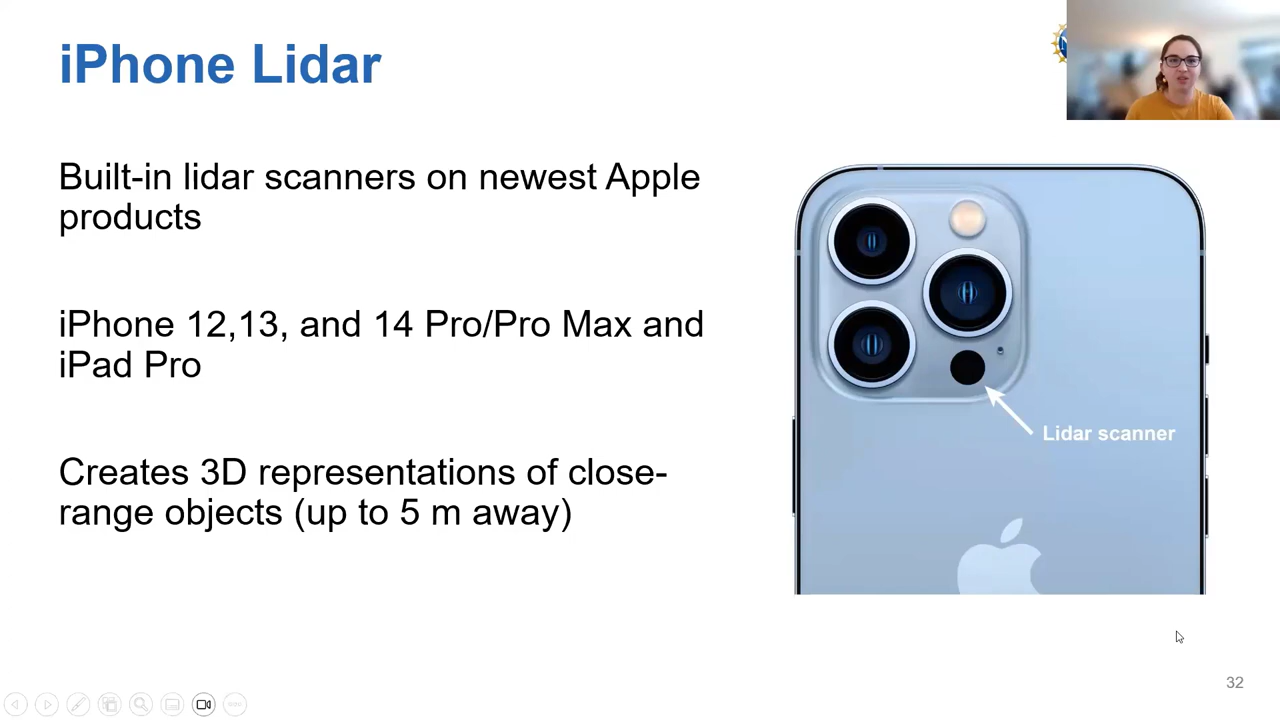 iPhone Lidar
Built-in lidar scanners on newest Apple
products
iPhone 12,13, and 14 Pro/Pro Max and
iPad Pro
Creates 3D representations of close-
range objects (up to 5 m away)
Lidar scanner
32